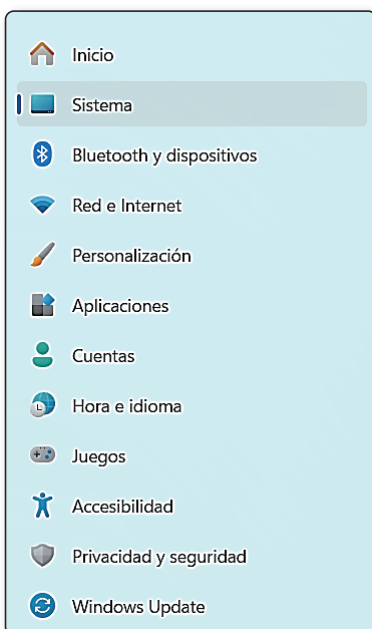 Inicio
Sistema
Bluetooth y dispositivos
Red e Internet
Personalización
Aplicaciones
Cuentas
Hora e idioma
Juegos
Accesibilidad
Privacidad y seguridad
Windows Update